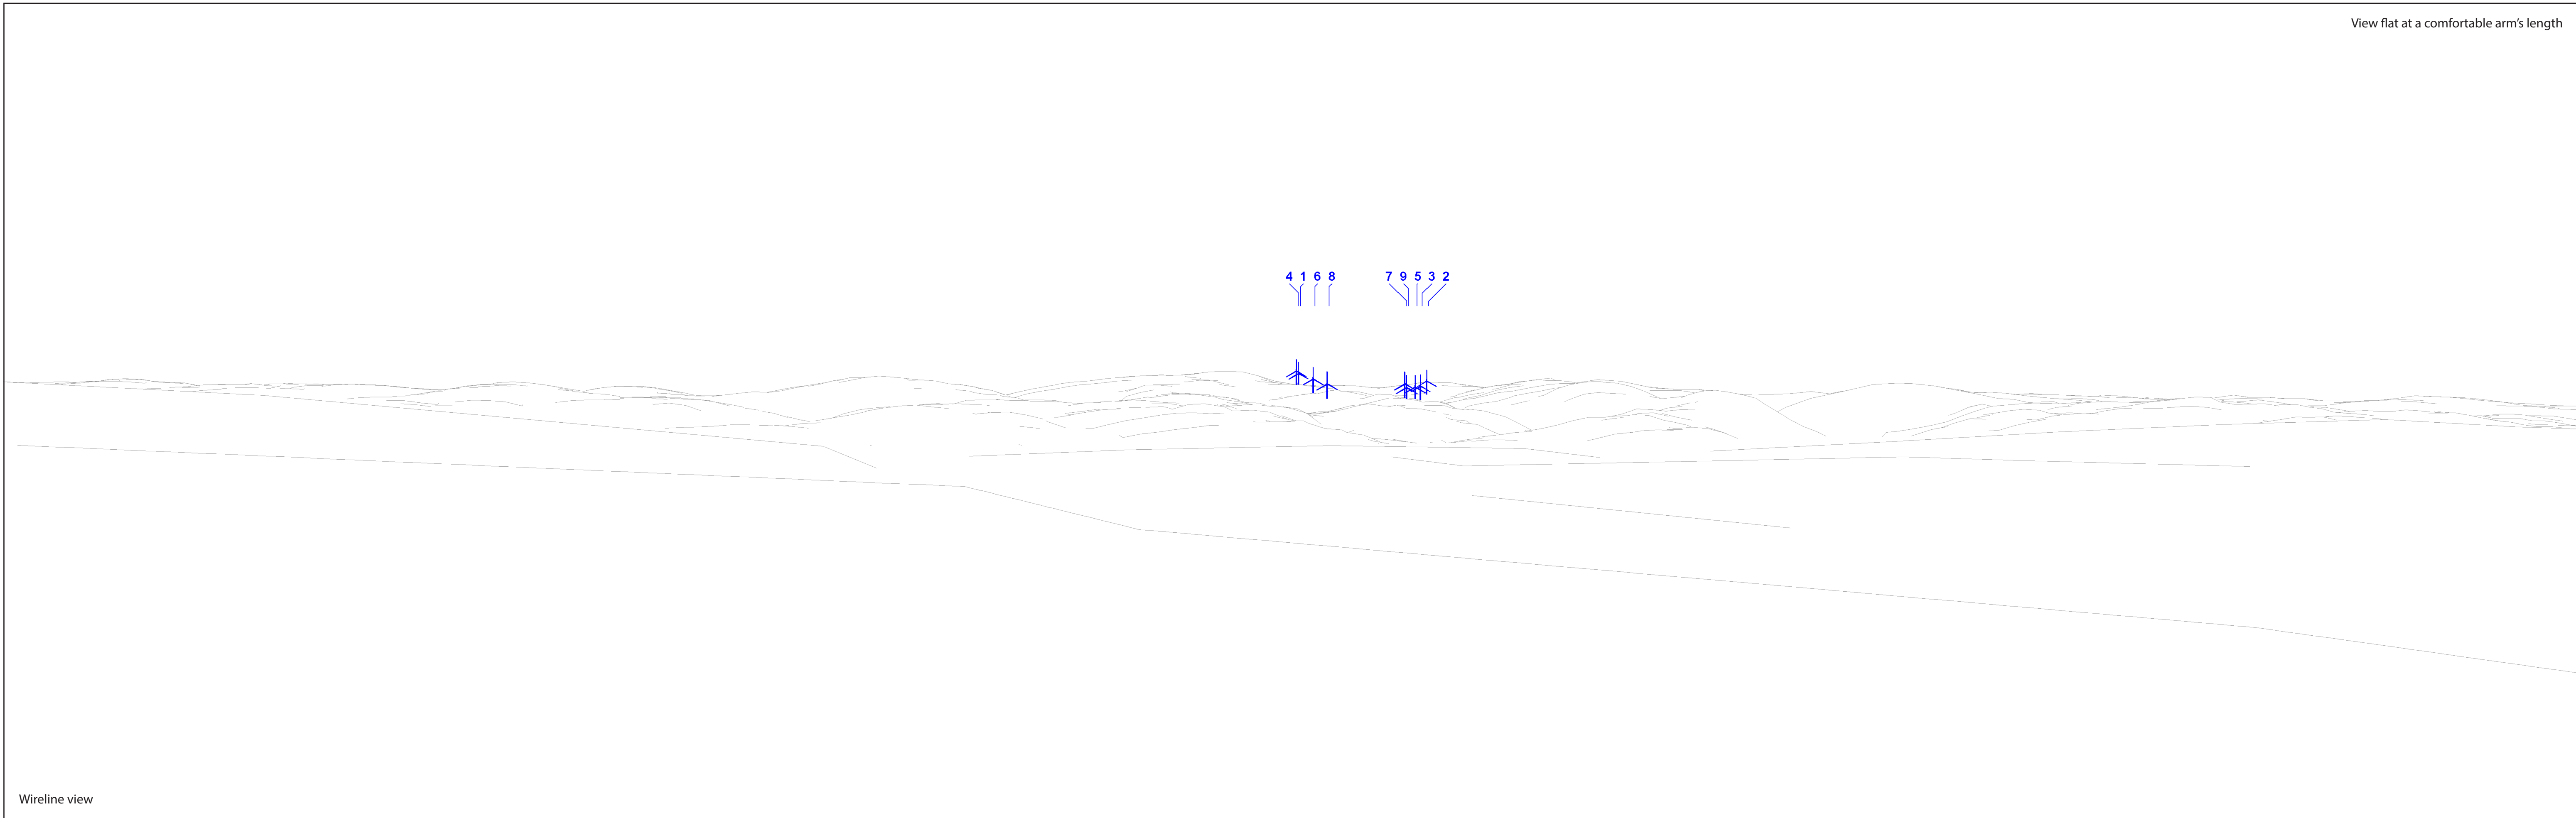 View flat at a comfortable arm's length
4 1 6 8 7 9 5 3 2
Wireline view